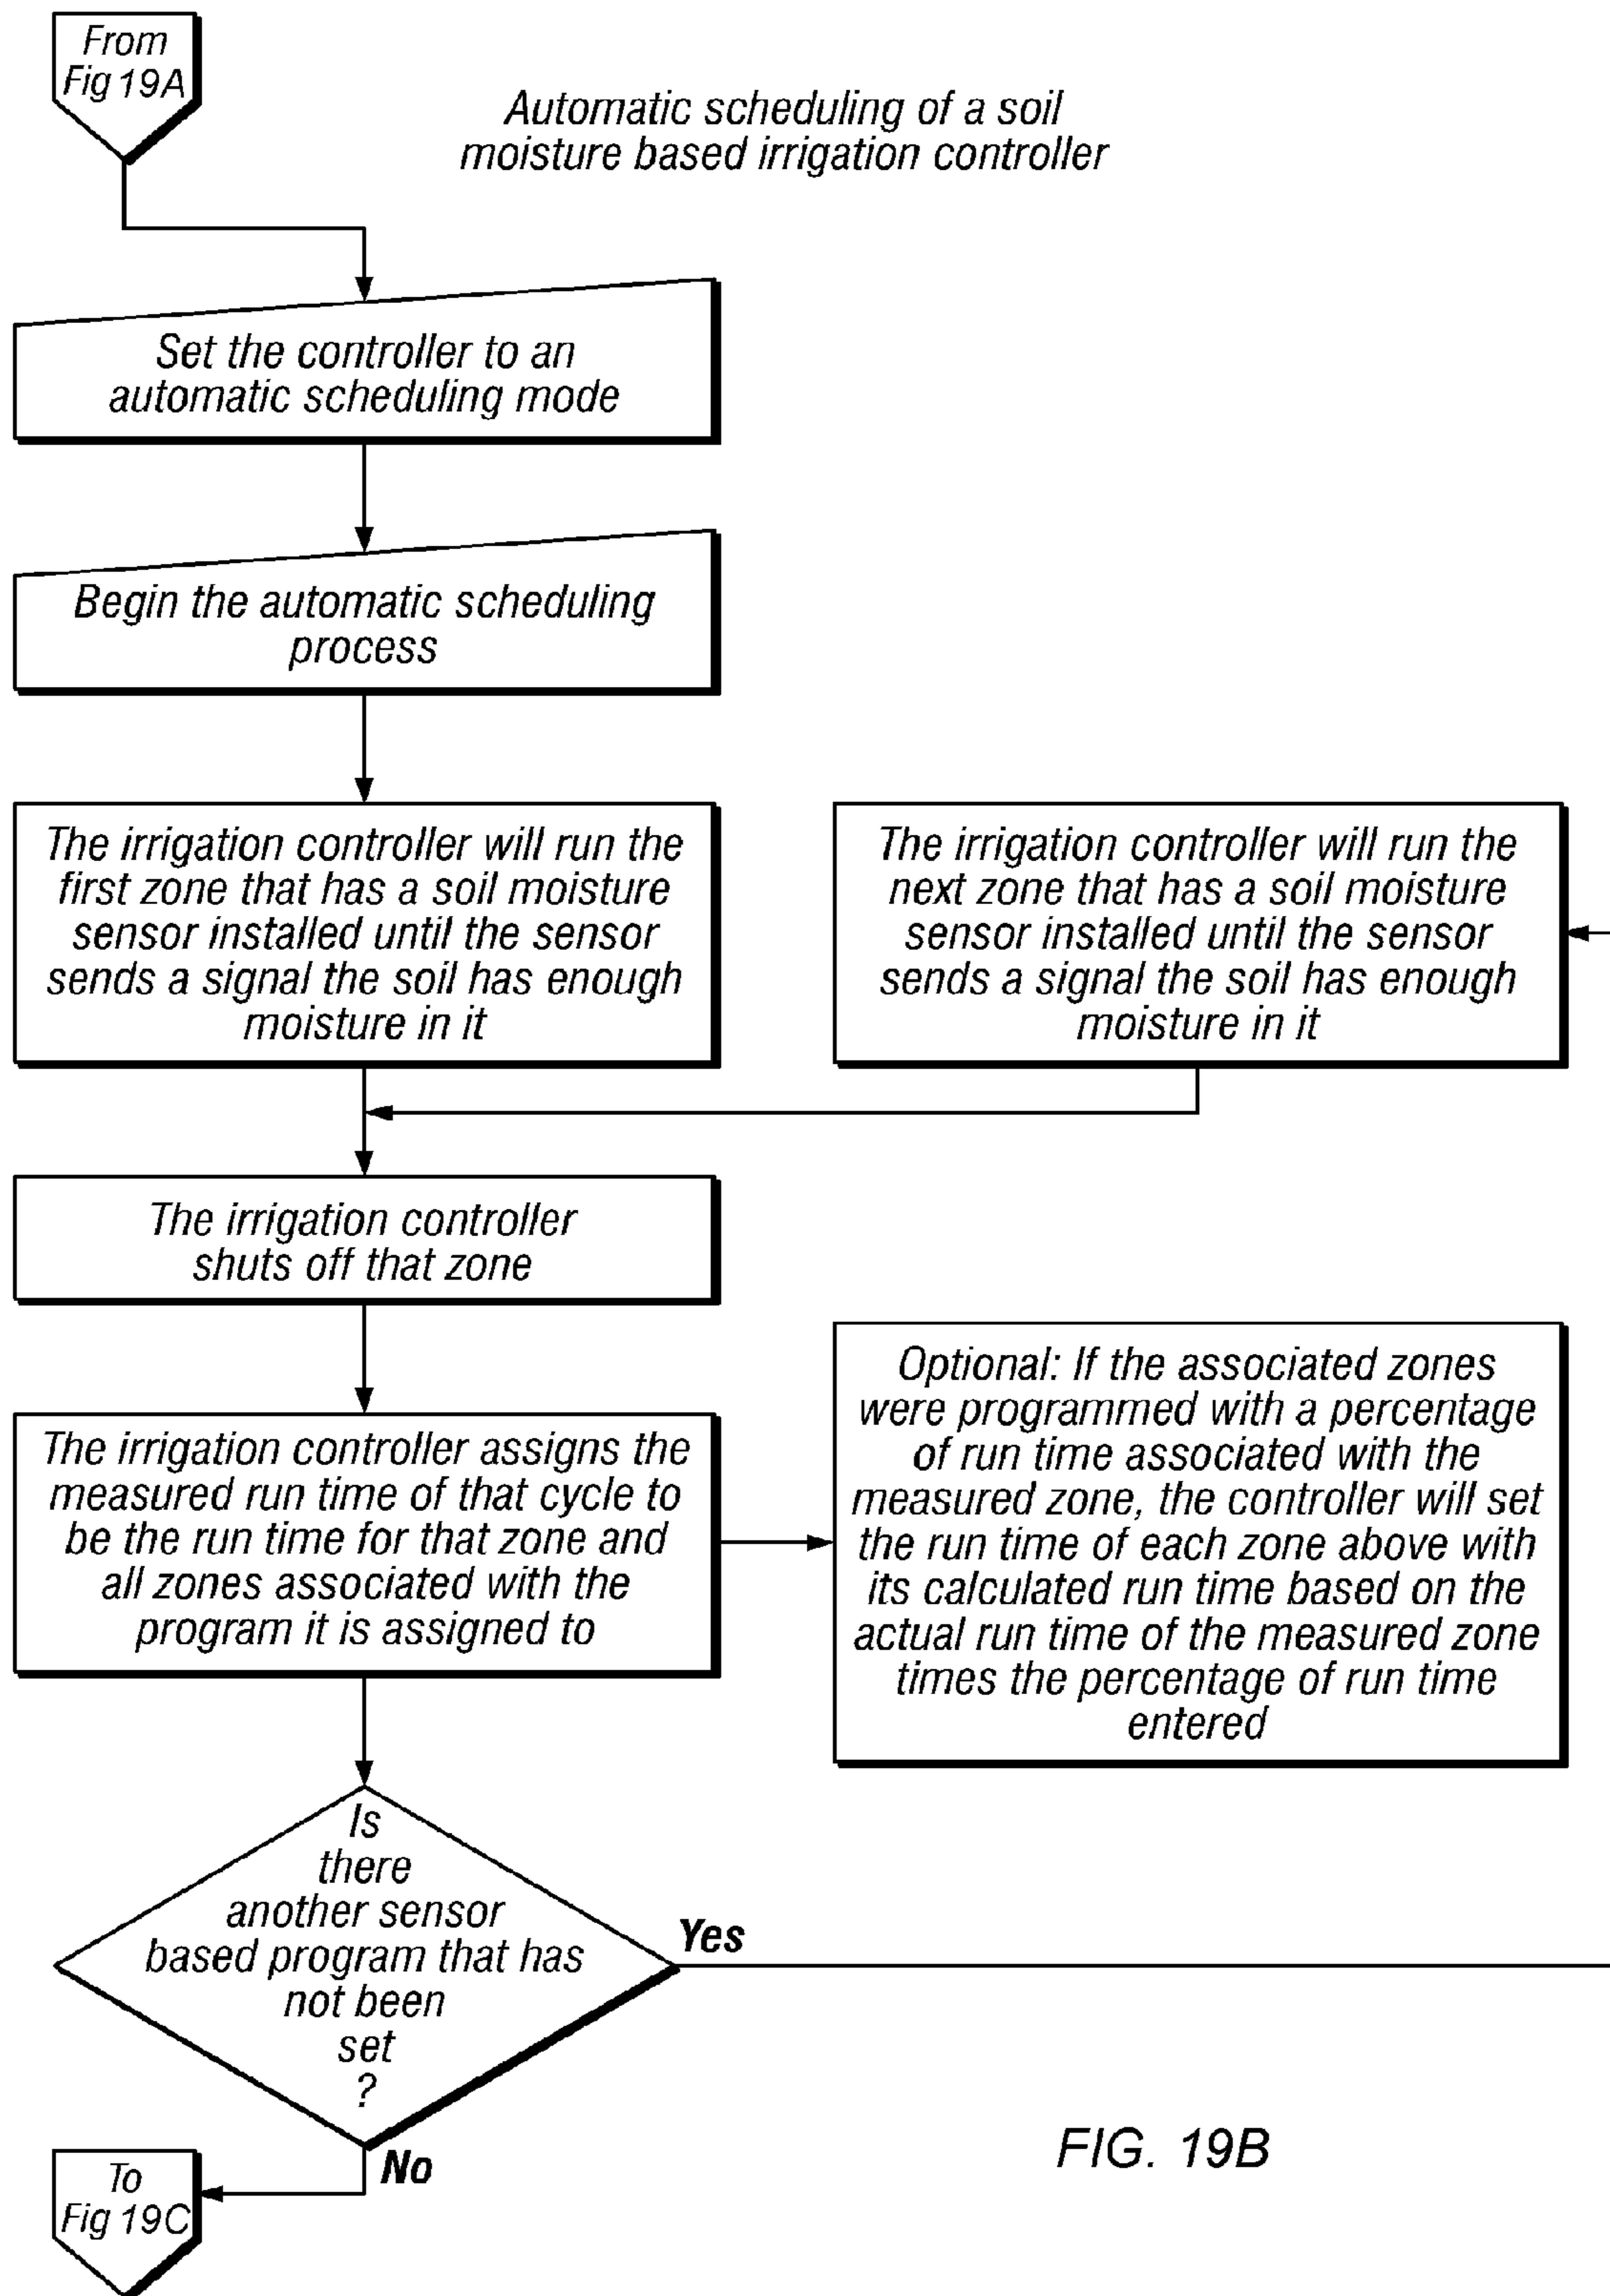 From
Fig 19A
Automatic scheduling of a soil
moisture based irrigation controller
Set the controller to an
automatic scheduling mode
Begin the automatic scheduling
process
The irrigation controller will run the
first zone that has a soil moisture
sensor installed until the sensor
sends a signal the soil has enough
moisture in it
The irrigation controller will run the
next zone that has a soil moisture
sensor installed until the sensor
sends a signal the soil has enough
moisture in it
The irrigation controller
shuts off that zone
The irrigation controller assigns the
measured run time of that cycle to
be the run time for that zone and
all zones associated with the
program it is assigned to
Optional: If the associated zones
were programmed with a percentage
of run time associated with the
measured zone, the controller will set
the run time of each zone above with
its calculated run time based on the
actual run time of the measured zone
times the percentage of run time
entered
Is
there
another sensor
based program that has
not been
set
?
Yes
No
To
Fig 19C
FIG. 19B